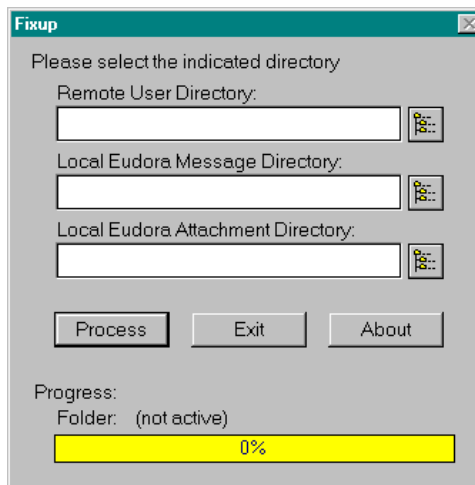 Fixup
Please select the indicated directory
Remote User Directory:
Local Eudora Message Directory:
Local Eudora Attachment Directory:
Process Exit About
Progress:
Folder: (not active)
0%